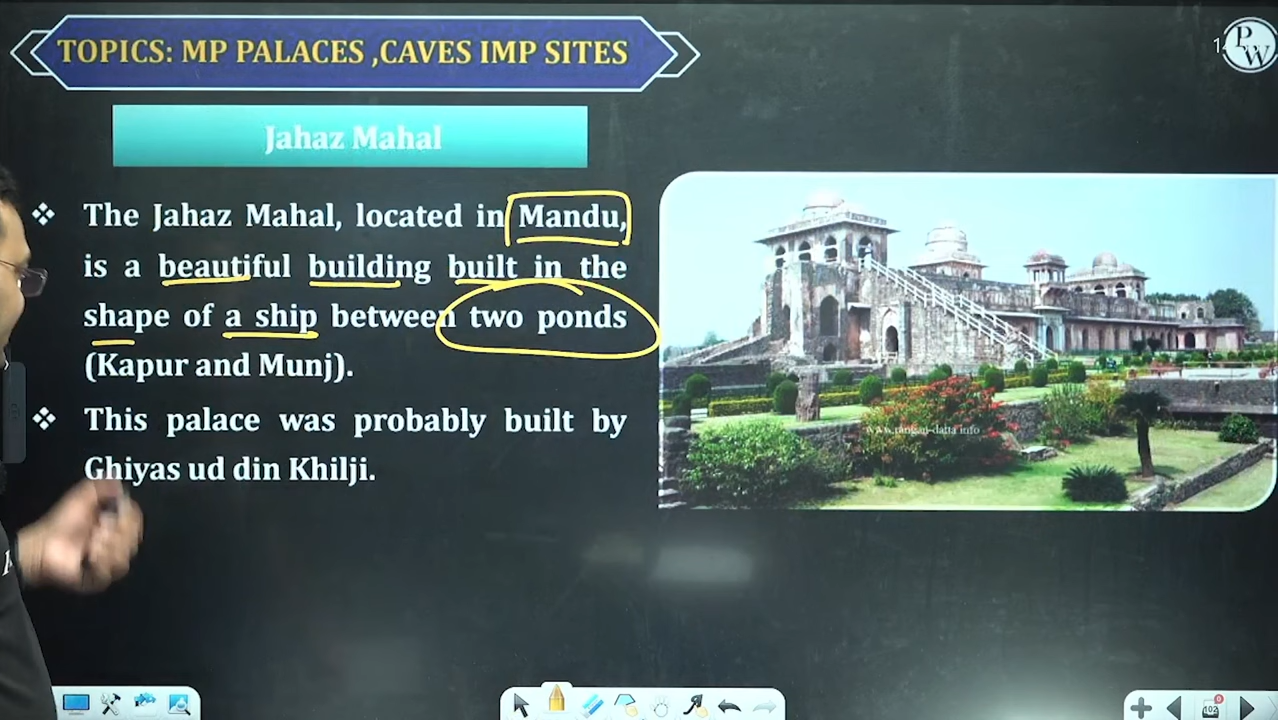 TOPICS: MP PALACES ,CAVES IMP SITES
PW
Jahaz Mahal
The Jahaz Mahal, located in Mandu,
is a beautiful building built in the
shape of a ship between two ponds
(Kapur and Munj).
This palace was probably built by
Ghiyas ud din Khilji.
102